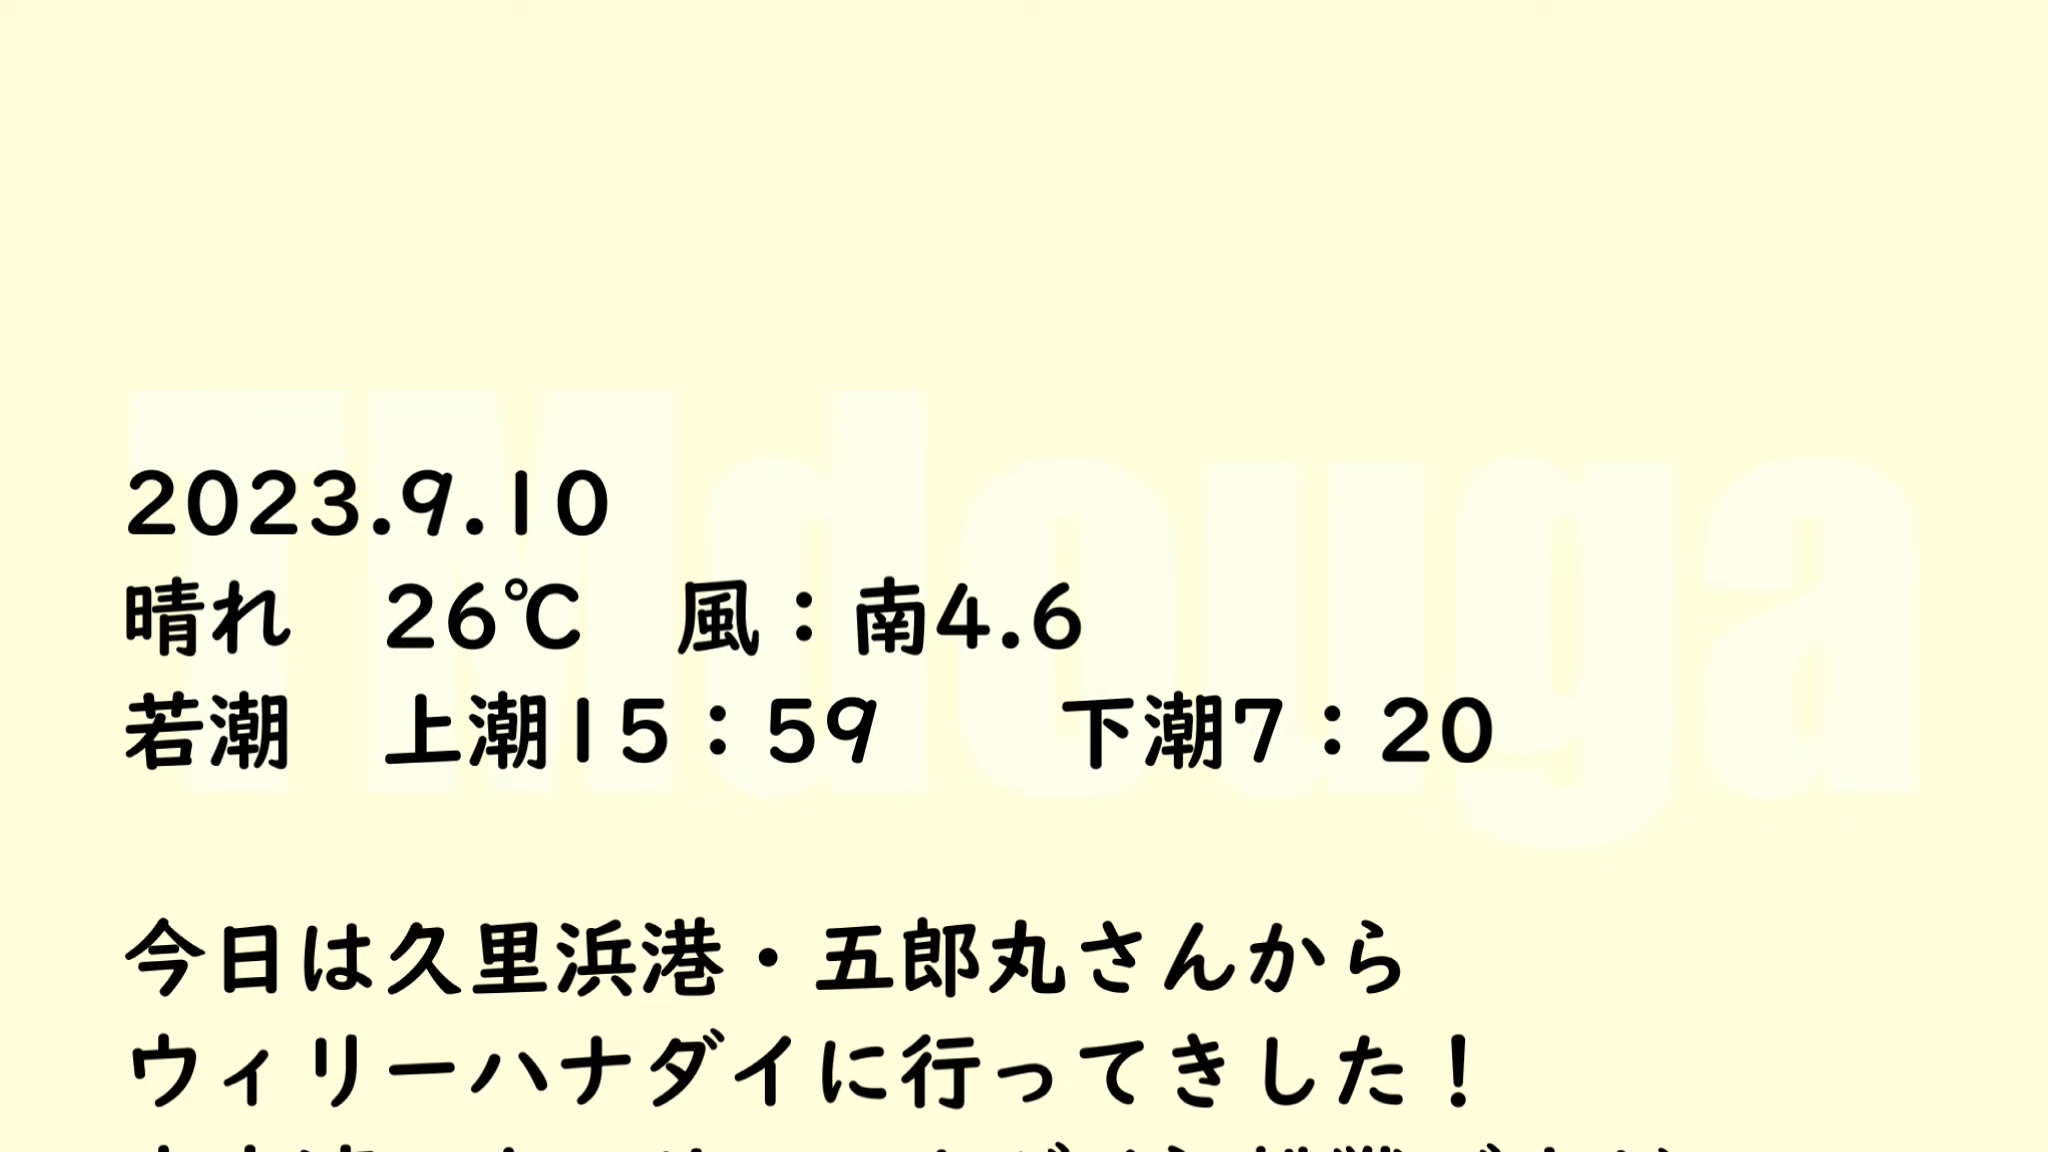 TMdouga
2023.9.10
晴れ　26℃　風：南4.6
若潮　上潮15：59　　下潮7：20
今日は久里浜港・五郎丸さんから
ウィリーハナダイに行ってきした！